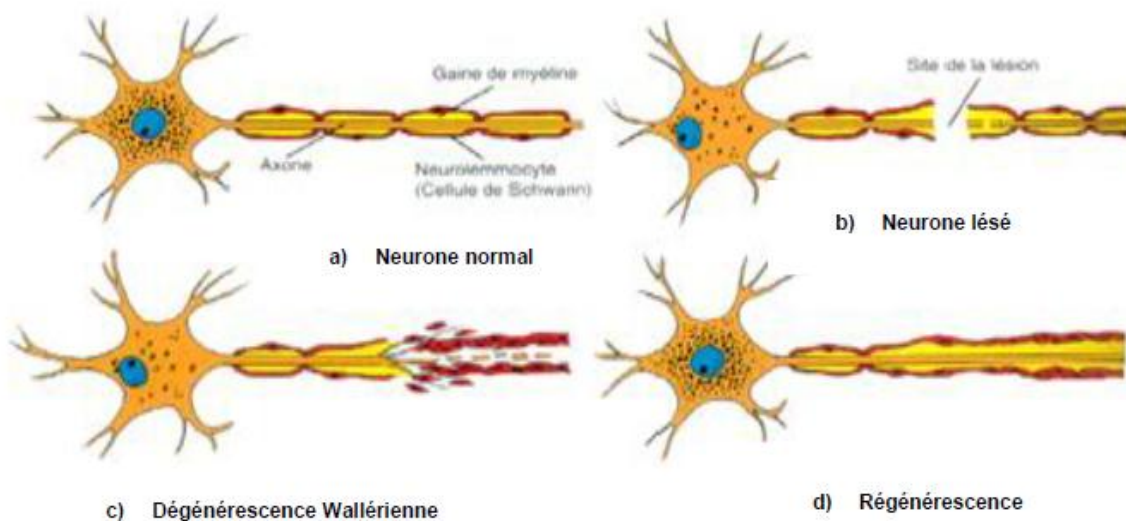 Gaine de myéline
Axone
Neurolemmocyte
(Cellule de Schwann)
a) Neurone normal
Site de la lésion
b) Neurone lésé
c) Dégénérescence Wallérienne
d) Régénérescence